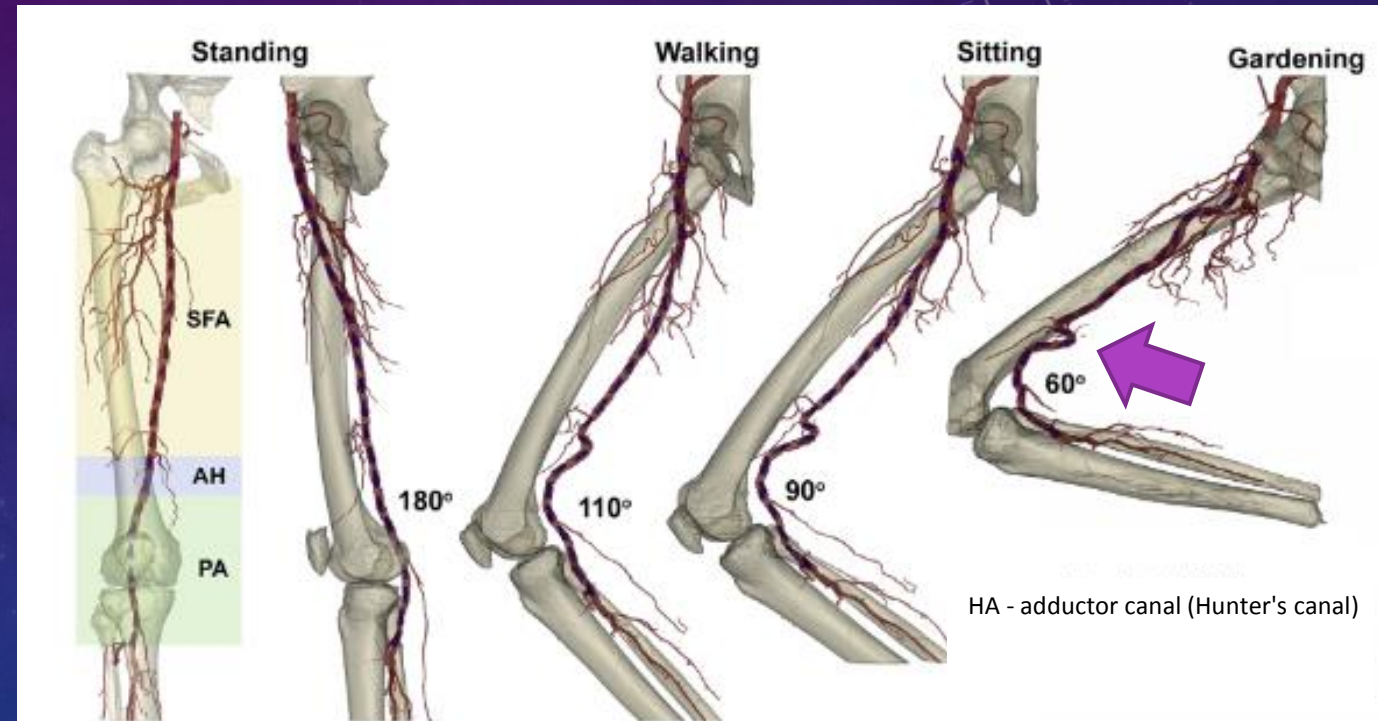 Standing
Walking
Sitting
Gardening
SFA
AH
PA
180°
110°
90°
60°
HA - adductor canal (Hunter's canal)